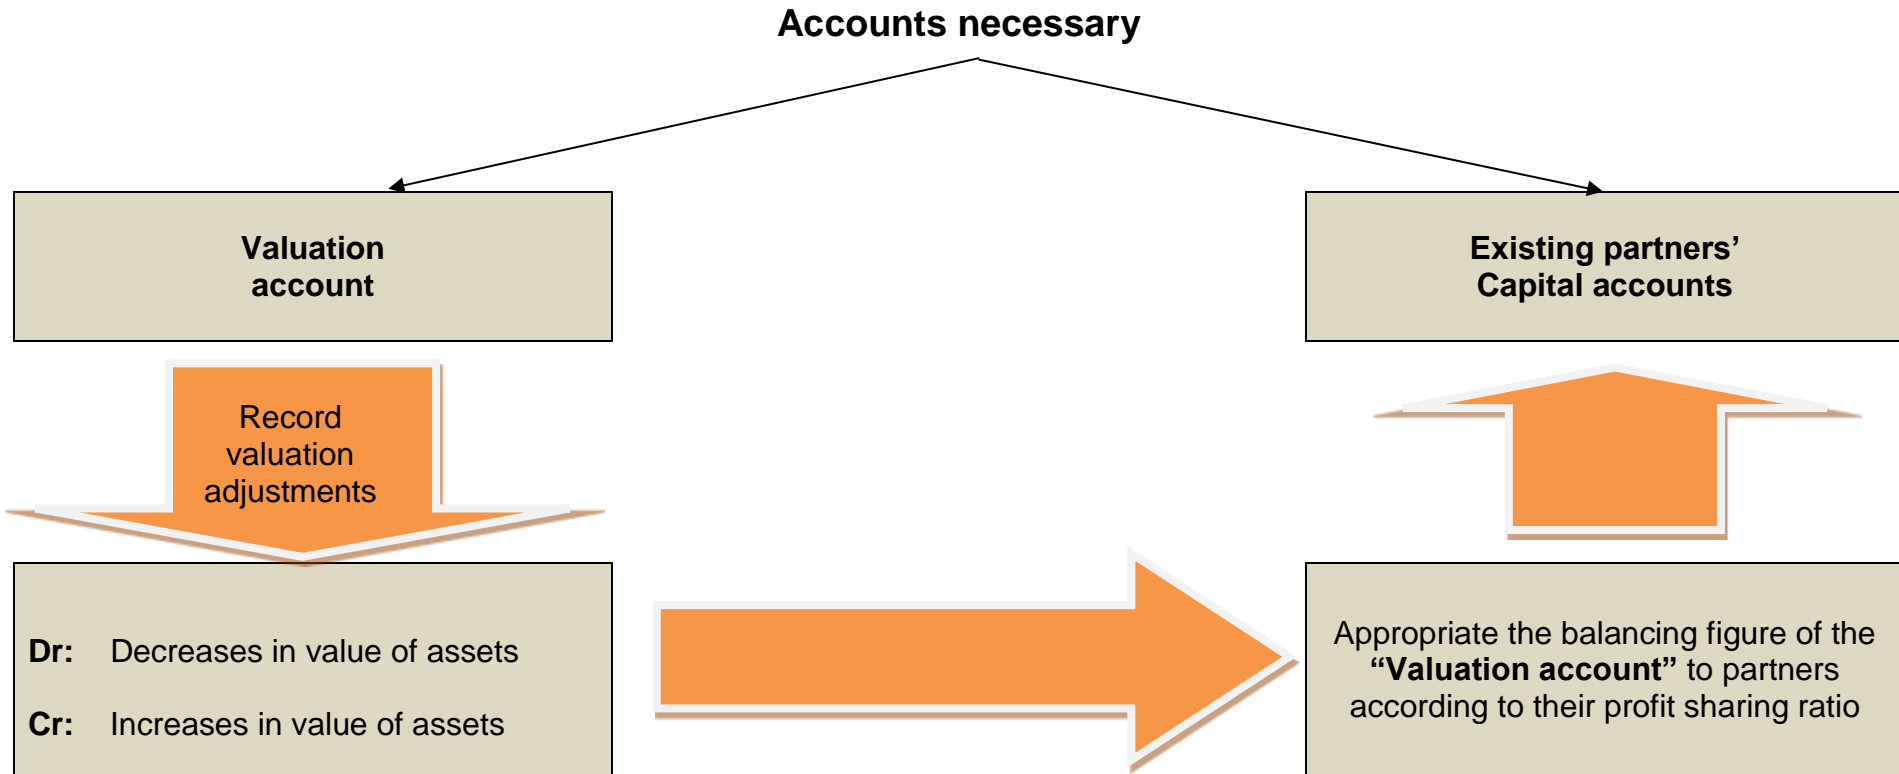 Accounts necessary
Valuation
account
Existing partners’
Capital accounts
Record
valuation
adjustments
Dr: Decreases in value of assets
Cr: Increases in value of assets
Appropriate the balancing figure of the
“Valuation account” to partners
according to their profit sharing ratio